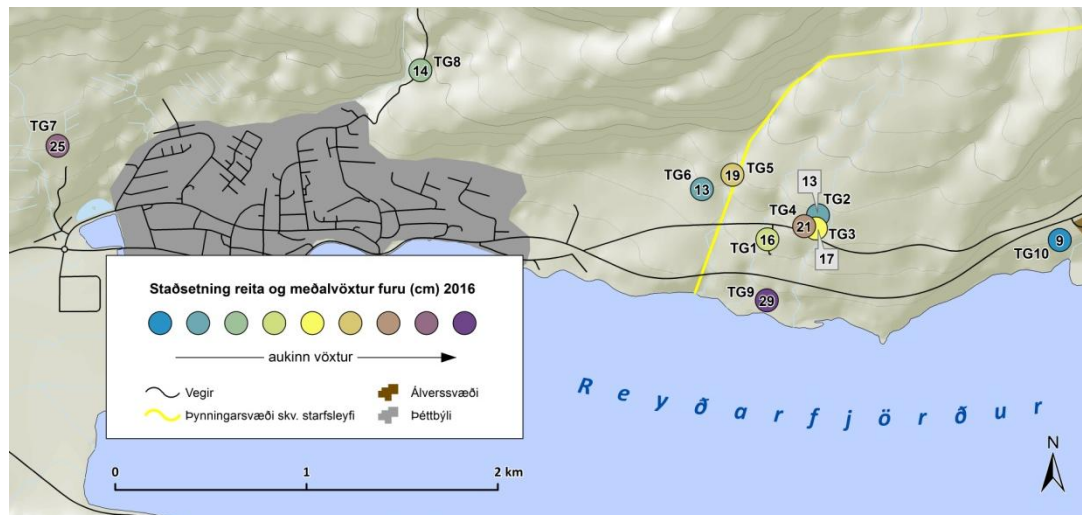 14
TG8
TG7
25
19
TG5
TG6
13
13
TG2
TG4
21
TG3
16
TG1
17
9
TG10
TG9
29
Staðsetning reita og meðalvöxtur furu (cm) 2016
aukinn vöxtur
Vegir
Álverssvæði
Þynningarsvæði skv. starfsleyfi
Þéttbýli
Reyðarfjörður
0 1 2 km
N